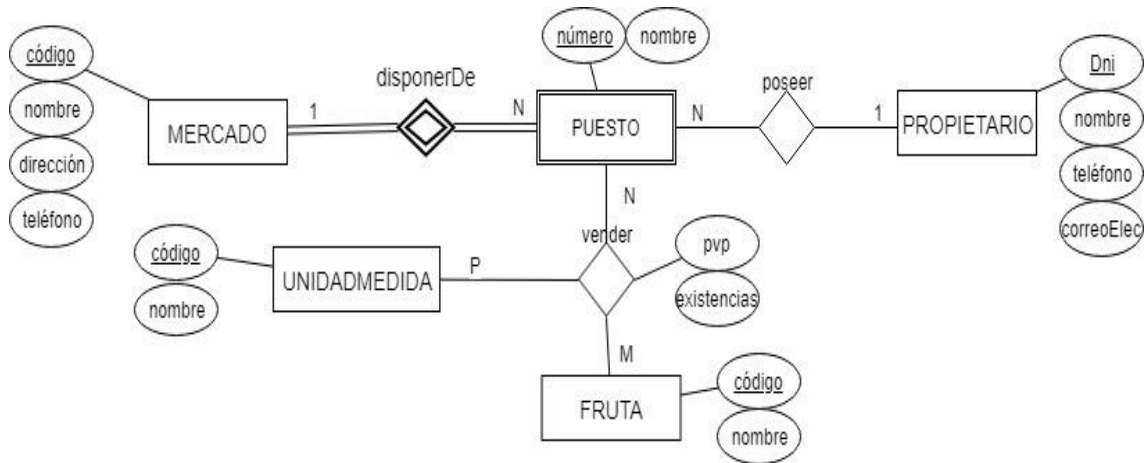 código
nombre
dirección
teléfono
MERCADO
1
disponerDe
N
número
nombre
PUESTO
N
poseer
1
PROPIETARIO
Dni
nombre
teléfono
correoElec
N
vender
pvp
existencias
código
nombre
UNIDADMEDIDA
P
M
FRUTA
código
nombre